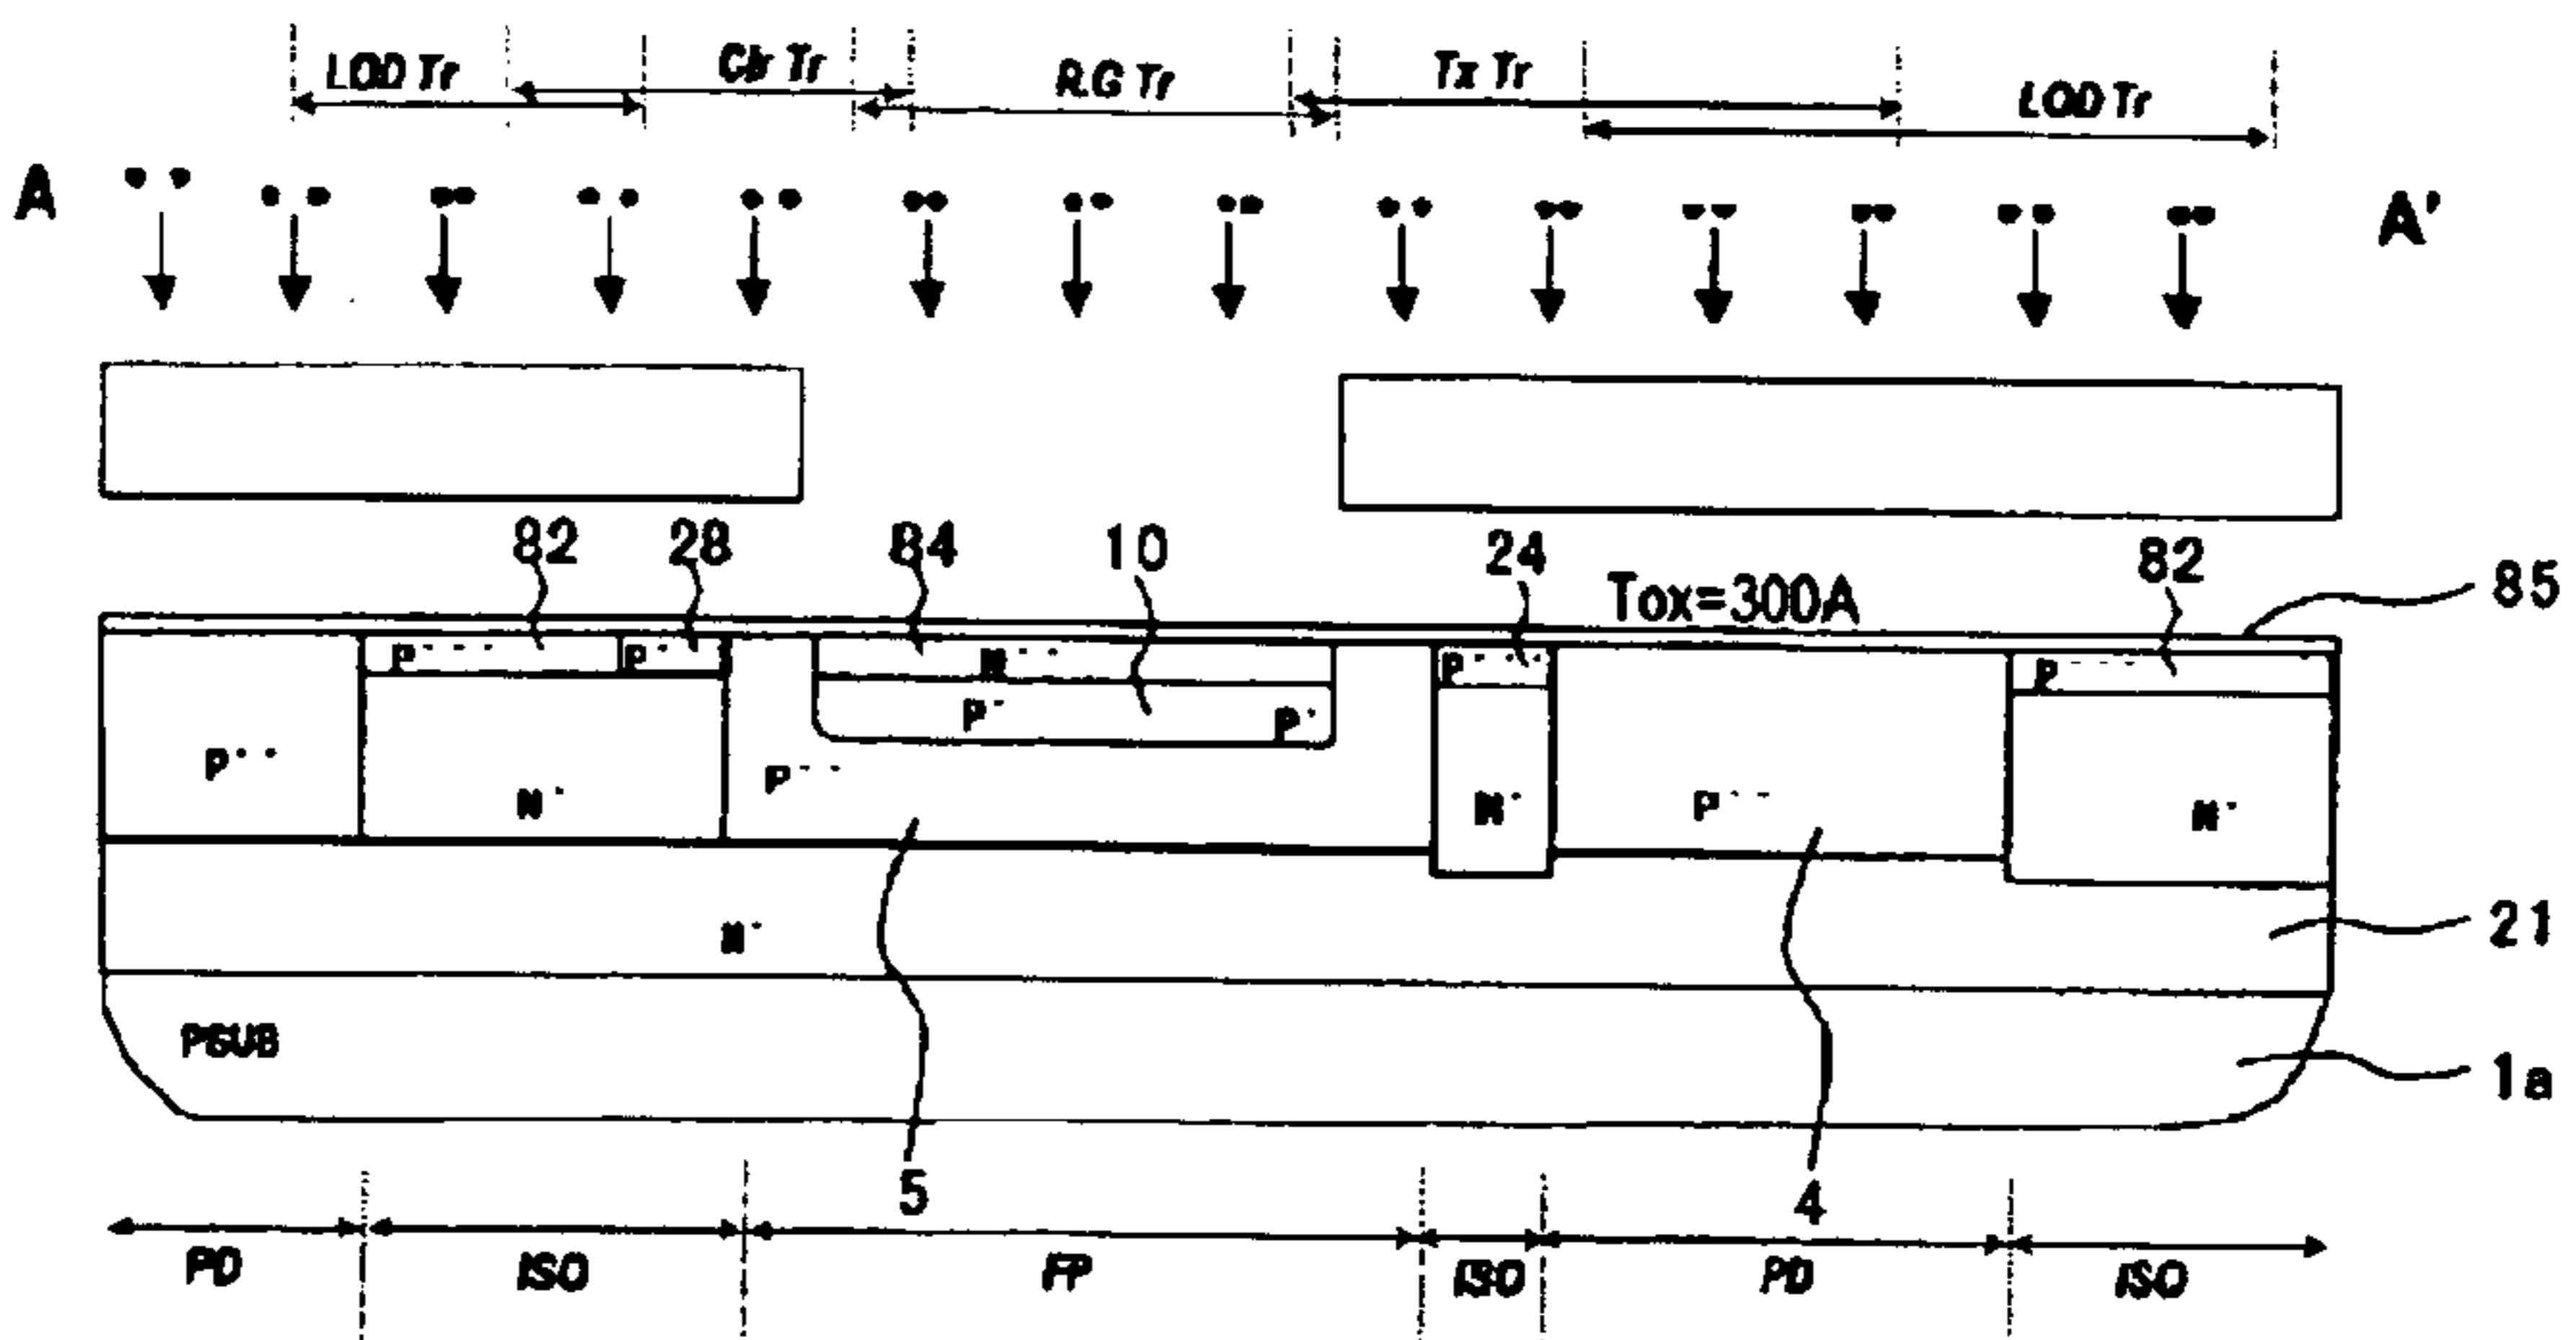 LOD Tr Clr Tr R.G Tr Tx Tr LOD Tr
A A'
82 28 84 10 24 Tox=300A 82 85
P P N P P
P P
P N P N P N
N 21
PSUB 1a
5 4
PD ISO FP ISO PD ISO